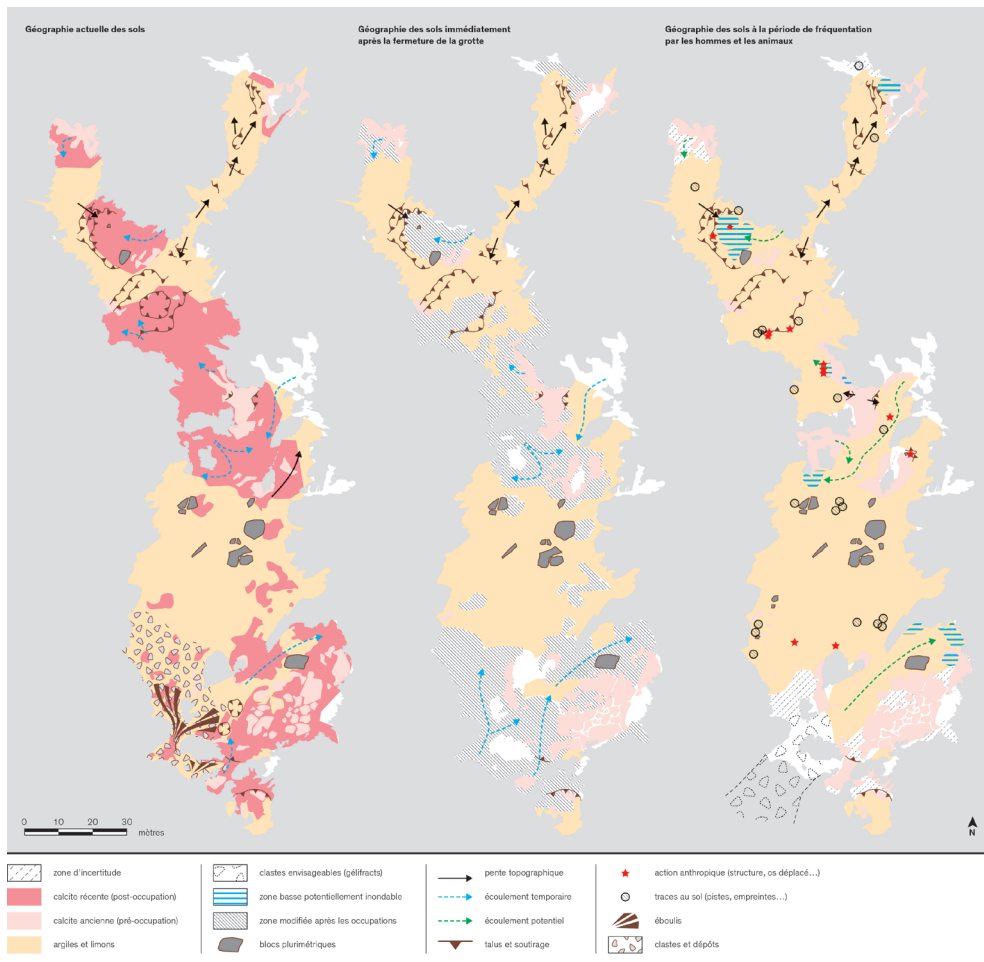 Géographie actuelle des sols
Géographie des sols immédiatement
après la fermeture de la grotte
Géographie des sols à la période de fréquentation
par les hommes et les animaux
a
a
0 10 20 30
mètres
N
zone d'incertitude
calcite récente (post-occupation)
calcite ancienne (pré-occupation)
argiles et limons
clastes envisageables (gélifracts)
zone basse potentiellement inondable
zone modifiée après les occupations
blocs plurimétriques
pente topographique
écoulement temporaire
écoulement potentiel
talus et soutirage
action anthropique (structure, os déplacé...)
traces au sol (pistes, empreintes...)
éboulis
clastes et dépôts